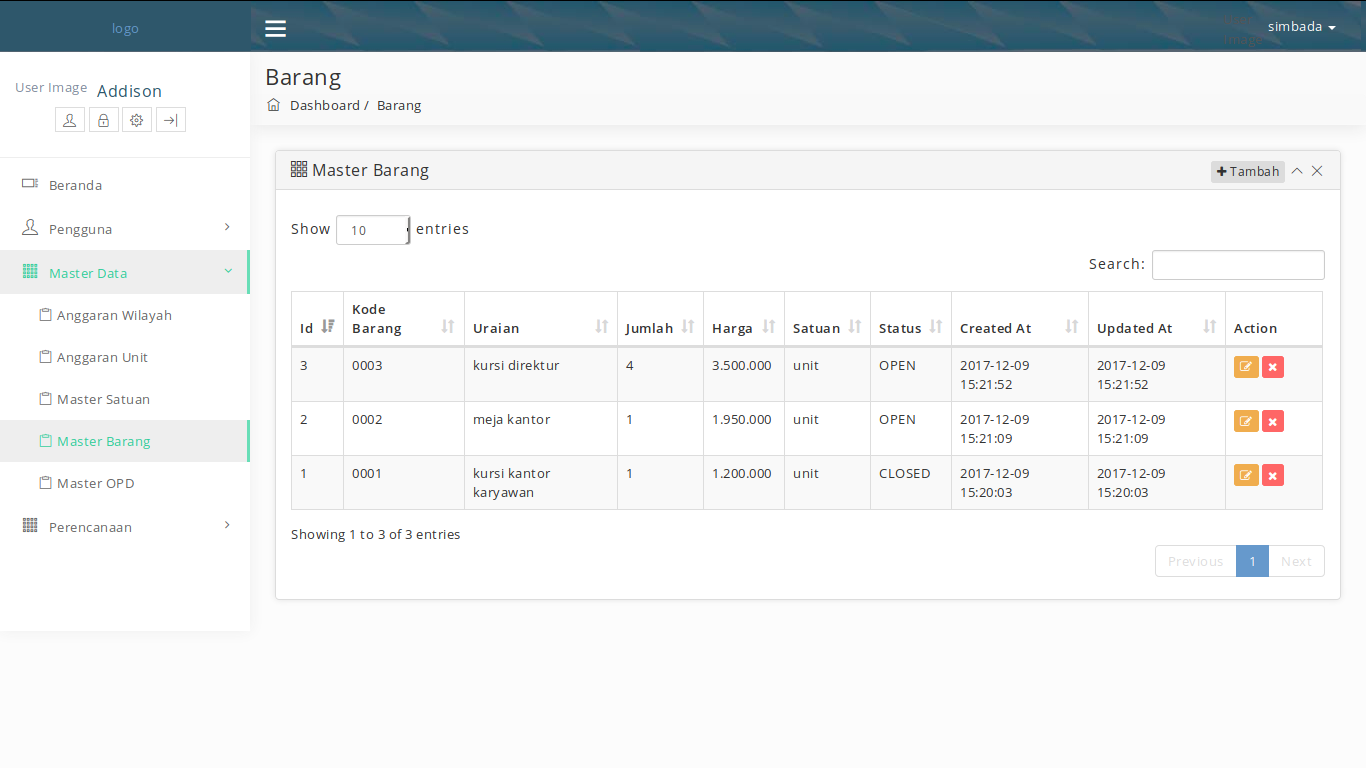 logo
simbada
User Image Addison
Beranda
Pengguna
Master Data
Anggaran Wilayah
Anggaran Unit
Master Satuan
Master Barang
Master OPD
Perencanaan
Barang
Dashboard / Barang
Master Barang
Tambah
Show 10 entries
Search:
Id Kode Barang Uraian Jumlah Harga Satuan Status Created At Updated At Action
3 0003 kursi direktur 4 3.500.000 unit OPEN 2017-12-09 15:21:52 2017-12-09 15:21:52
2 0002 meja kantor 1 1.950.000 unit OPEN 2017-12-09 15:21:09 2017-12-09 15:21:09
1 0001 kursi kantor karyawan 1 1.200.000 unit CLOSED 2017-12-09 15:20:03 2017-12-09 15:20:03
Showing 1 to 3 of 3 entries
Previous 1 Next